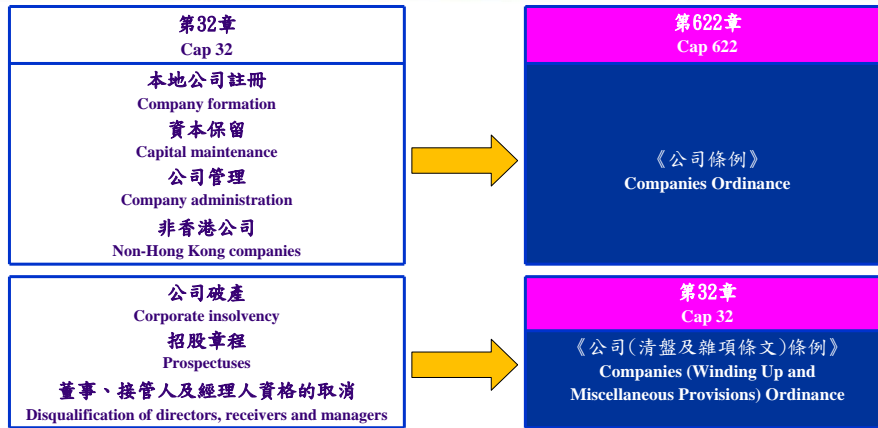 第32章
Cap 32
本地公司註冊
Company formation
資本保留
Capital maintenance
公司管理
Company administration
非香港公司
Non-Hong Kong companies
第622章
Cap 622
《公司條例》
Companies Ordinance
公司破產
Corporate insolvency
招股章程
Prospectuses
董事、接管人及經理人資格的取消
Disqualification of directors, receivers and managers
第32章
Cap 32
《公司(清盤及雜項條文)條例》
Companies (Winding Up and
Miscellaneous Provisions) Ordinance